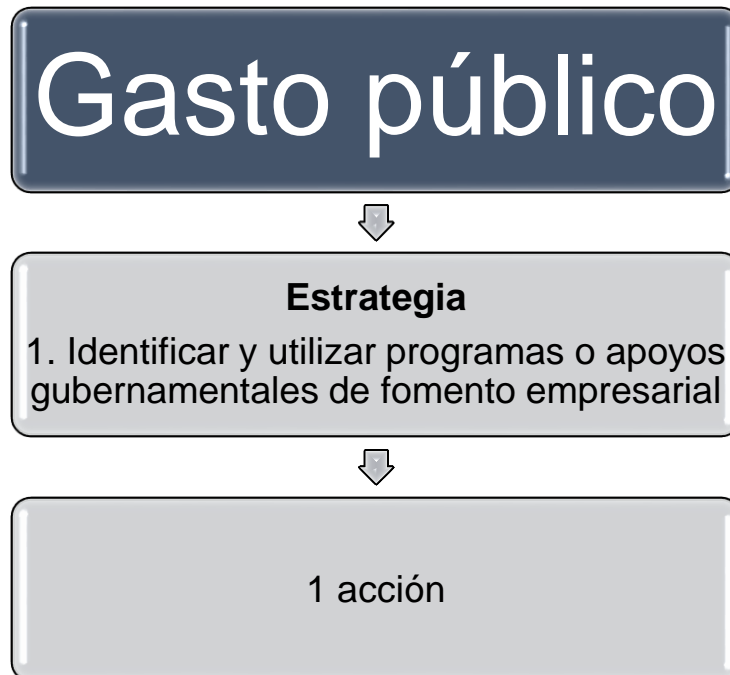 Gasto público
Estrategia
1. Identificar y utilizar programas o apoyos
gubernamentales de fomento empresarial
1 acción